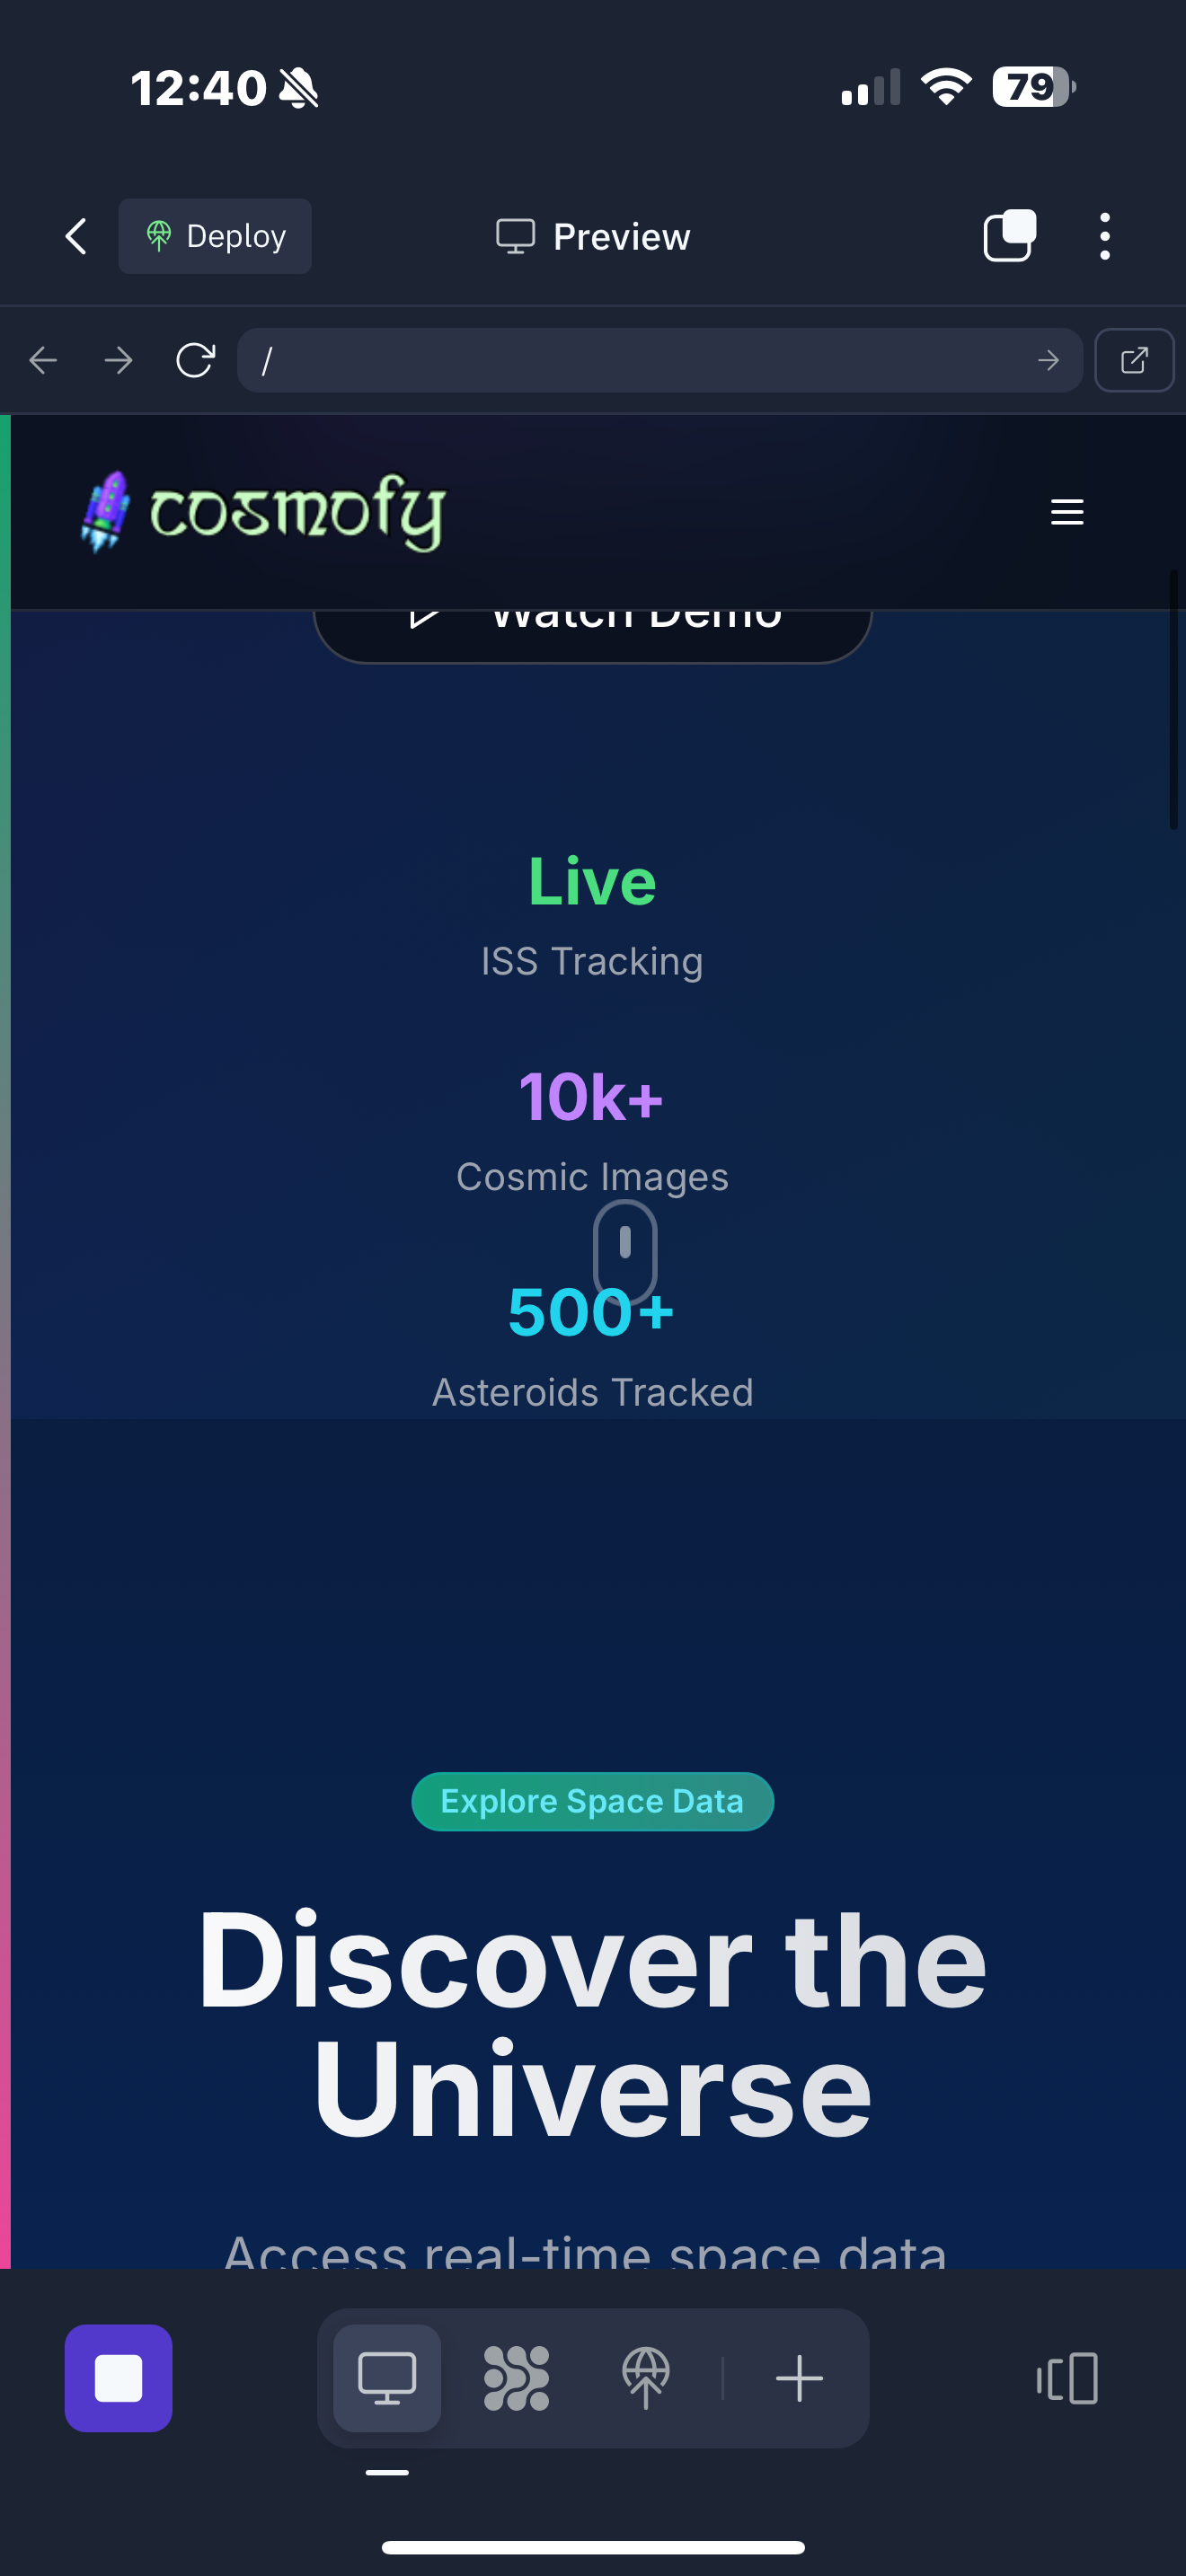 12:40
79
Deploy
Preview
/
cosmofy
Watch Demo
Live
ISS Tracking
10k+
Cosmic Images
500+
Asteroids Tracked
Explore Space Data
Discover the
Universe
Access real-time space data